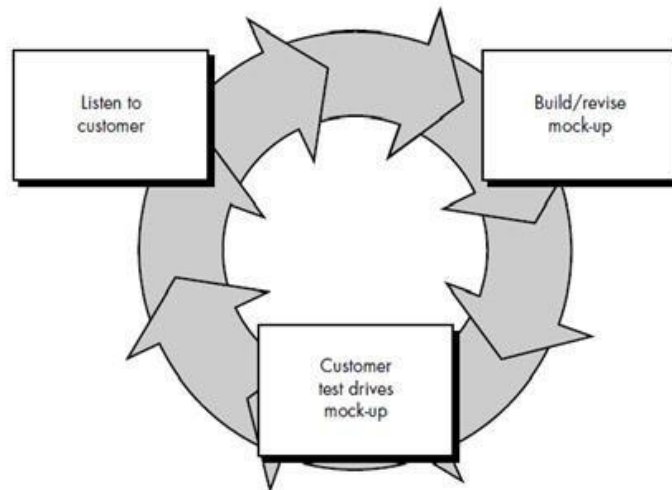 Listen to
customer
Build/revise
mock-up
Customer
test drives
mock-up